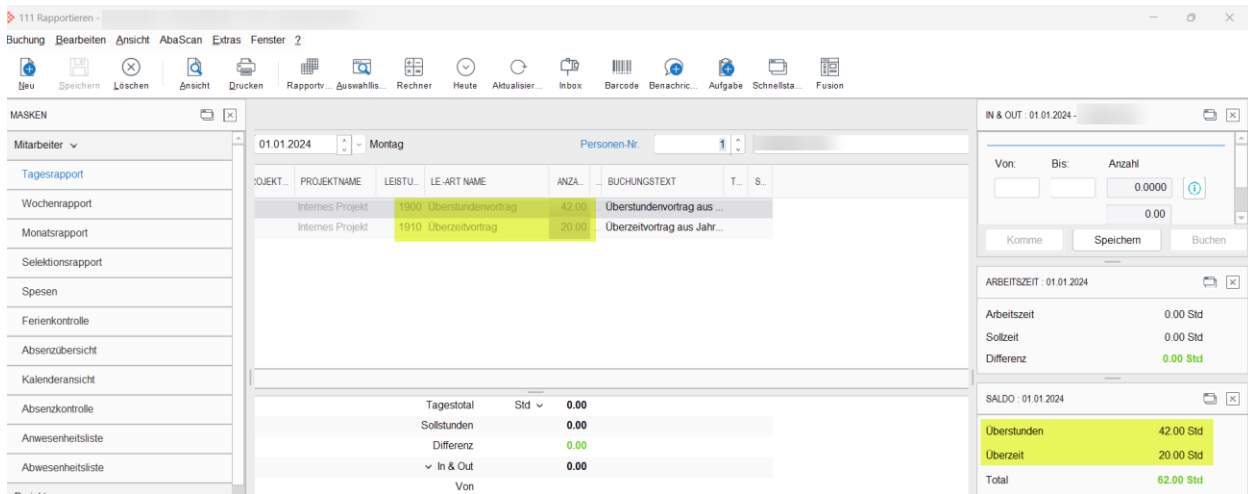 111 Rapportieren -
Buchung Bearbeiten Ansicht AbaScan Extras Fenster ?
Neu Speichern Löschen Ansicht Drucken Rapportv... Auswahllis... Rechner Heute Aktualisier... Inbox Barcode Benachric... Aufgabe Schnellsta... Fusion
MASKEN
Mitarbeiter
Tagesrapport
Wochenrapport
Monatsrapport
Selektionsrapport
Spesen
Ferienkontrolle
Absenzübersicht
Kalenderansicht
Absenzkontrolle
Anwesenheitsliste
Abwesenheitsliste
01.01.2024 Montag Personen-Nr. 1
OJEKT... PROJEKTNAME LEISTU... LE.-ART NAME ANZA... ... BUCHUNGSTEXT T... S...
Internes Projekt 1900 Überstundenvortrag 42.00 Überstundenvortrag aus ...
Internes Projekt 1910 Überzeitvortrag 20.00 Überzeitvortrag aus Jahr...
Tagestotal Std 0.00
Sollstunden 0.00
Differenz 0.00
In & Out 0.00
Von
IN & OUT : 01.01.2024 -
Von: Bis: Anzahl
0.0000
0.00
Komme Speichern Buchen
ARBEITSZEIT : 01.01.2024
Arbeitszeit 0.00 Std
Sollzeit 0.00 Std
Differenz 0.00 Std
SALDO : 01.01.2024
Überstunden 42.00 Std
Überzeit 20.00 Std
Total 62.00 Std